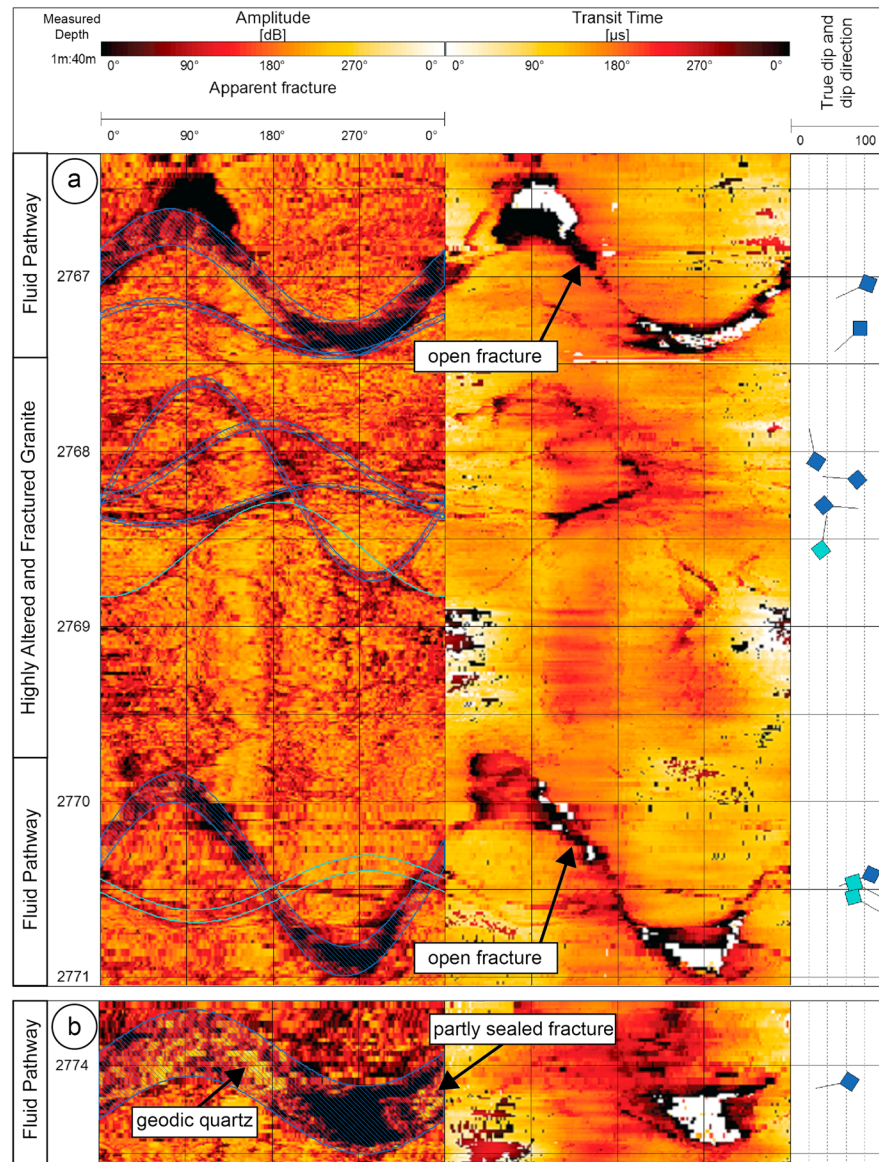 Measured
Depth
1m:40m
Amplitude
[dB]
Transit Time
[µs]
0° 90° 180° 270° 0° 90° 180° 270° 0°
Apparent fracture
0° 90° 180° 270° 0°
True dip and
dip direction
0 100
a
Fluid Pathway
2767
open fracture
Highly Altered and Fractured Granite
2768
2769
Fluid Pathway
2770
open fracture
2771
b
Fluid Pathway
2774
partly sealed fracture
geodic quartz